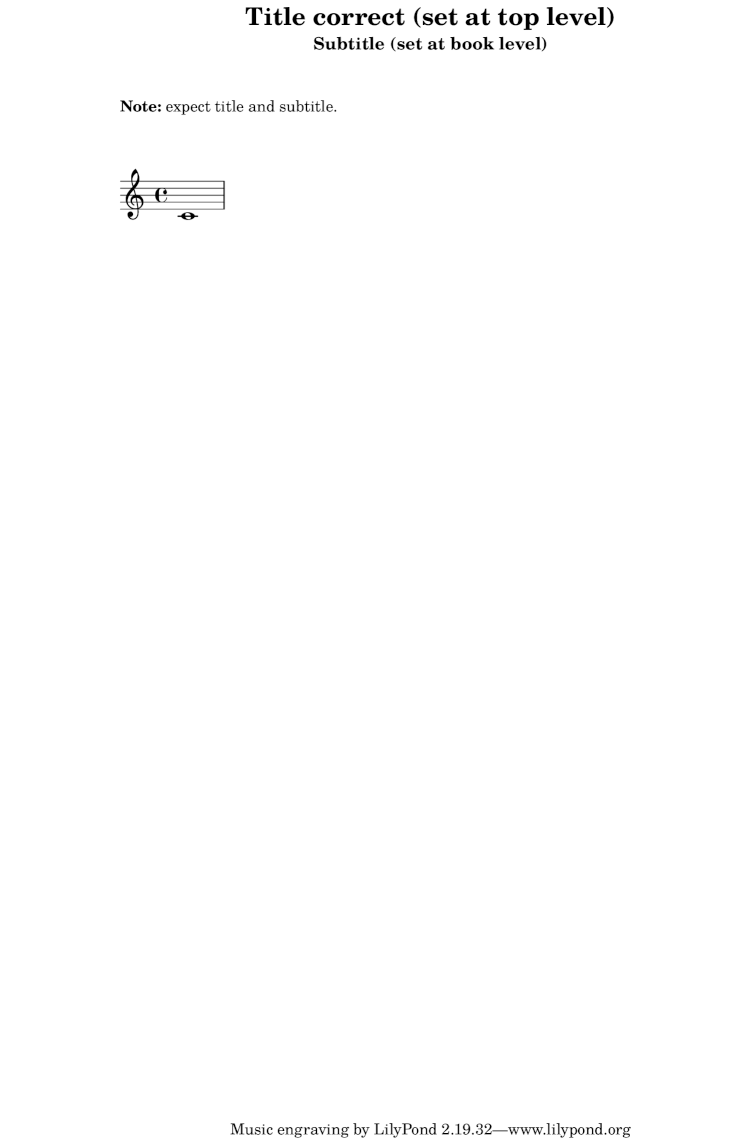 Title correct (set at top level)
Subtitle (set at book level)
Note: expect title and subtitle.
Music engraving by LilyPond 2.19.32—www.lilypond.org